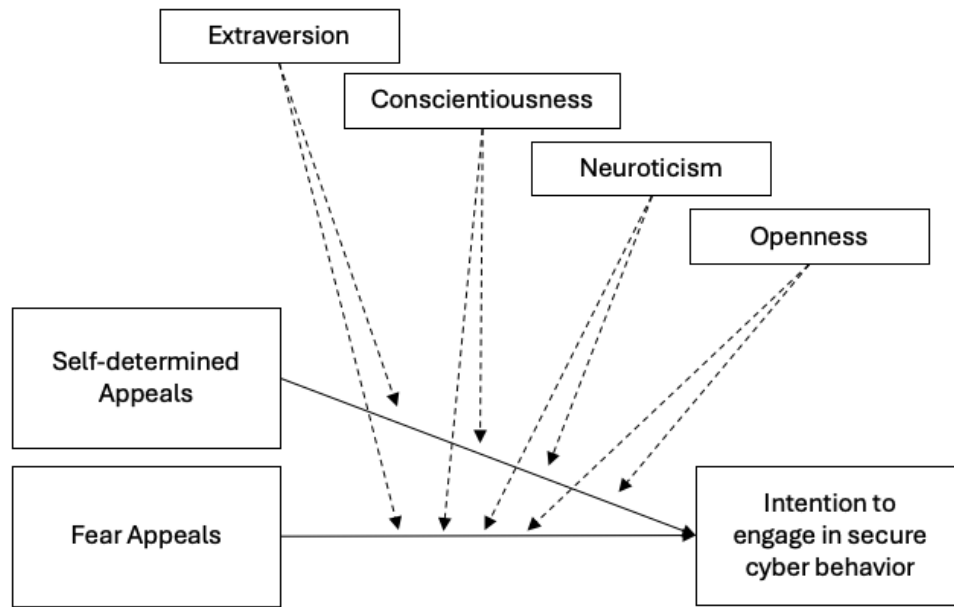 Extraversion
Conscientiousness
Neuroticism
Openness
Self-determined
Appeals
Fear Appeals
Intention to
engage in secure
cyber behavior